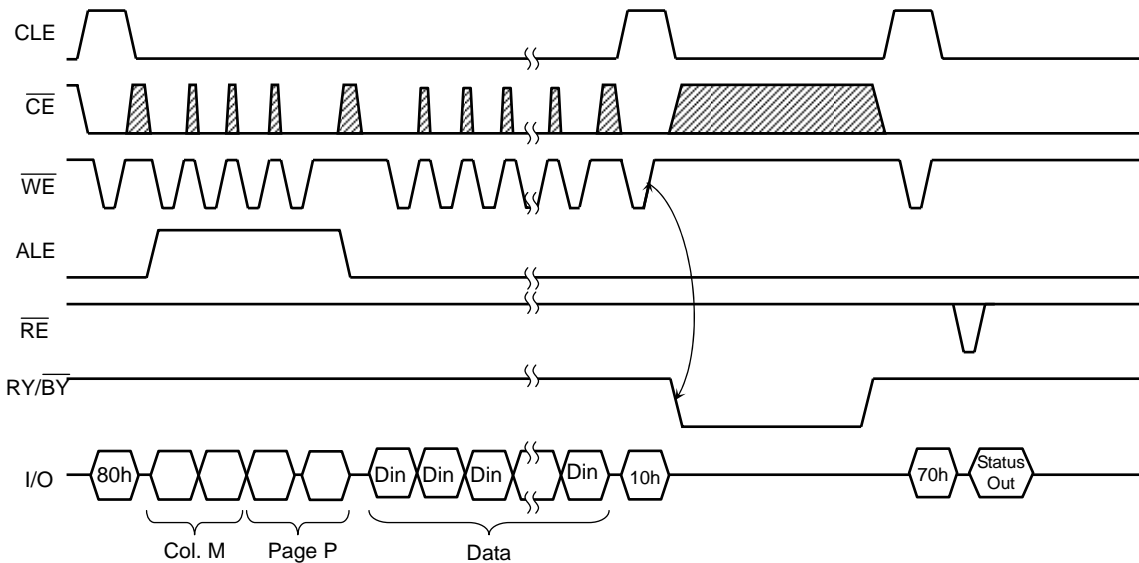 CLE
CE
WE
ALE
RE
RY/BY
I/O 80h Din Din Din Din 10h 70h Status Out
Col. M Page P Data